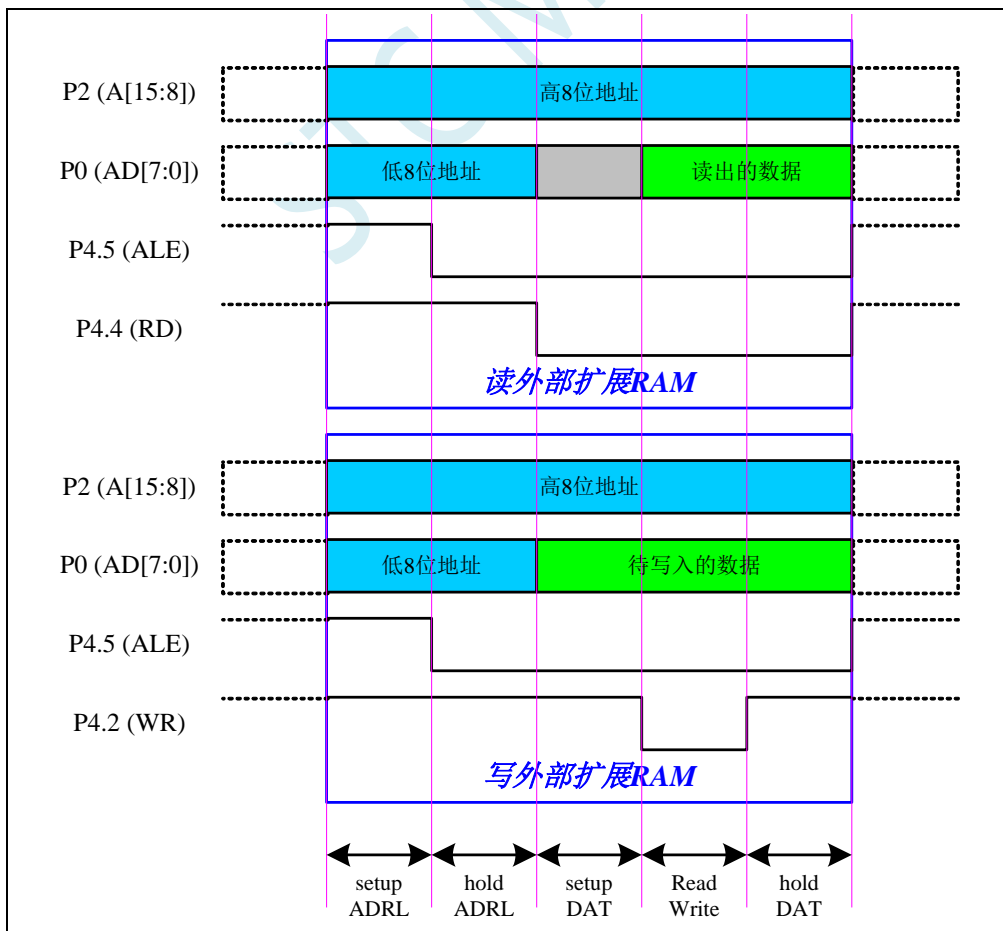 P2 (A[15:8])
高8位地址
P0 (AD[7:0])
低8位地址
读出的数据
P4.5 (ALE)
P4.4 (RD)
读外部扩展RAM
P2 (A[15:8])
高8位地址
P0 (AD[7:0])
低8位地址
待写入的数据
P4.5 (ALE)
P4.2 (WR)
写外部扩展RAM
setup
ADRL
hold
ADRL
setup
DAT
Read
Write
hold
DAT